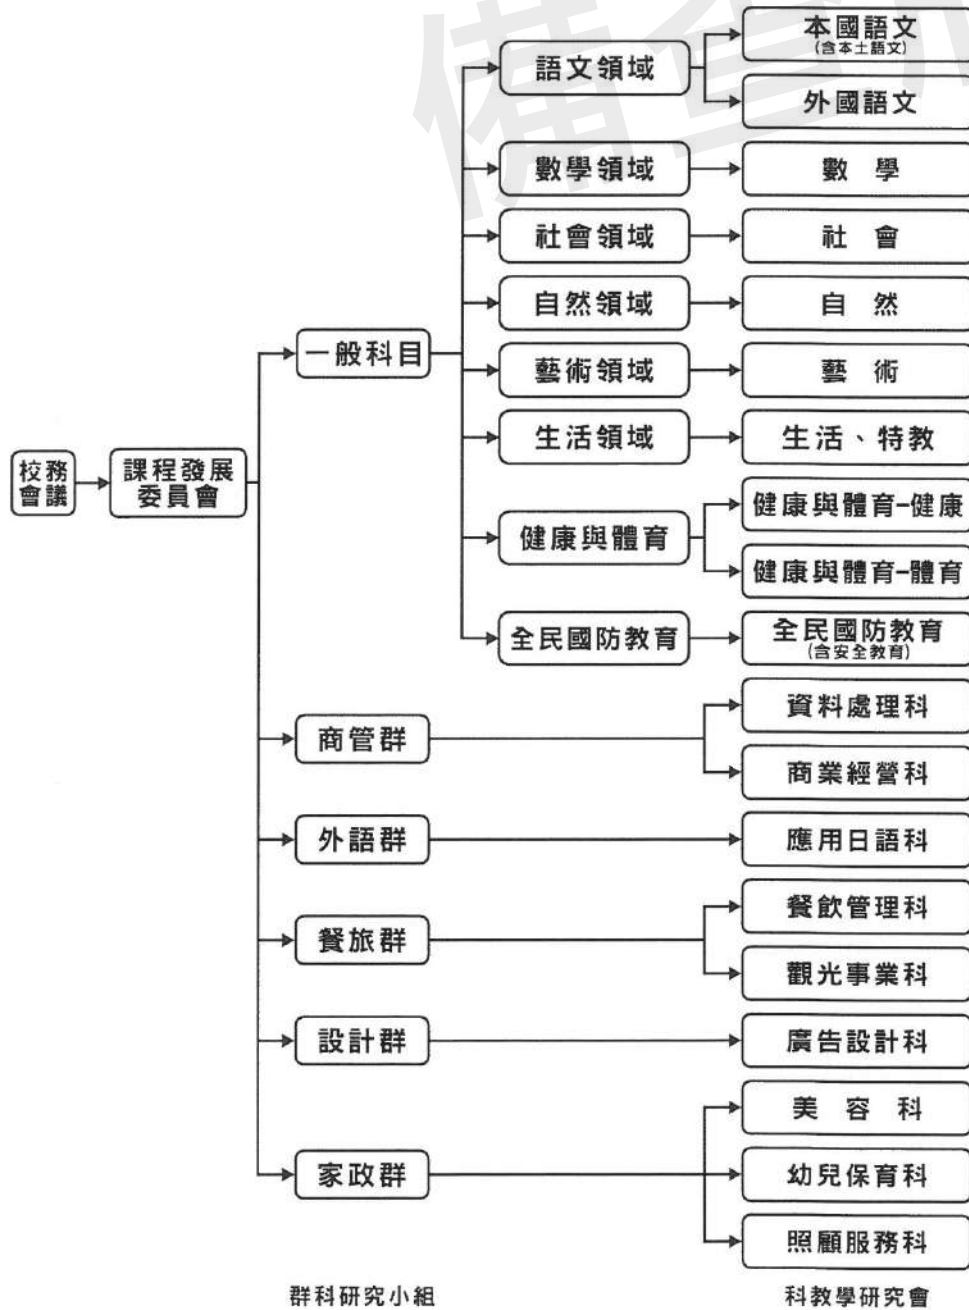 校務
會議
課程發展
委員會
一般科目
語文領域
本國語文
(含本土語文)
外國語文
數學領域
數學
社會領域
社會
自然領域
自然
藝術領域
藝術
生活領域
生活、特教
健康與體育
健康與體育-健康
健康與體育-體育
全民國防教育
全民國防教育
(含安全教育)
商管群
資料處理科
商業經營科
外語群
應用日語科
餐旅群
餐飲管理科
觀光事業科
設計群
廣告設計科
家政群
美容科
幼兒保育科
照顧服務科
群科研究小組
科教學研究會
備查